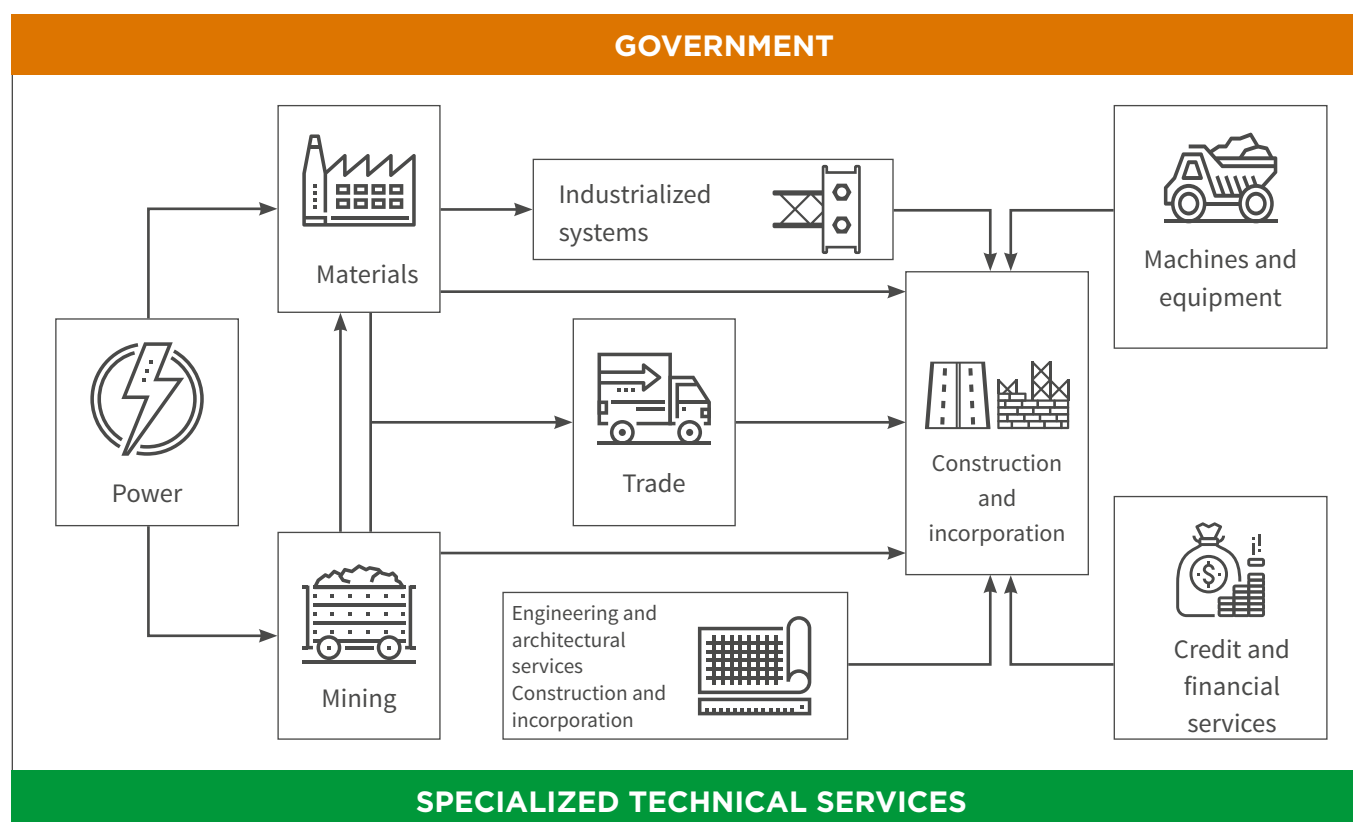 GOVERNMENT
Materials
Industrialized
systems
Machines and
equipment
Power
Trade
Construction
and
incorporation
Mining
Engineering and
architectural
services
Construction and
incorporation
Credit and
financial
services
SPECIALIZED TECHNICAL SERVICES